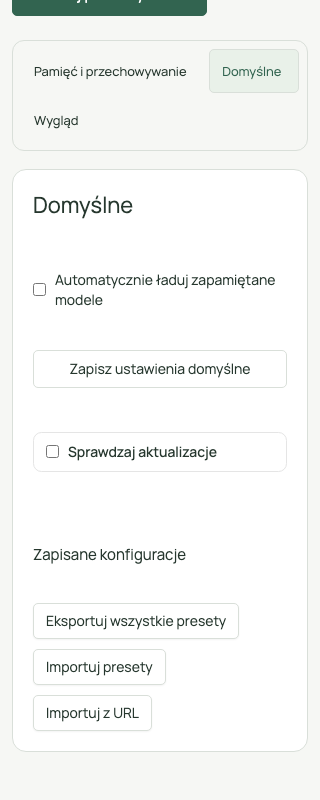 Pamięć i przechowywanie
Domyślne
Wygląd
Domyślne
Automatycznie ładuj zapamiętane
modele
Zapisz ustawienia domyślne
Sprawdzaj aktualizacje
Zapisane konfiguracje
Eksportuj wszystkie presety
Importuj presety
Importuj z URL